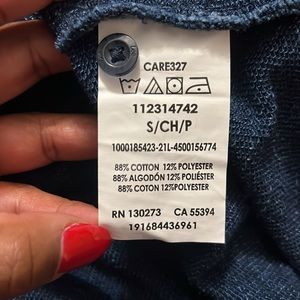 CARE327
112314742
S/CH/P
1000185423-21L-4500156774
88% COTTON 12% POLYESTER
88% ALGODÓN 12% POLIÉSTER
88% COTON 12% POLYESTER
RN 130273 CA 55394
191684436961